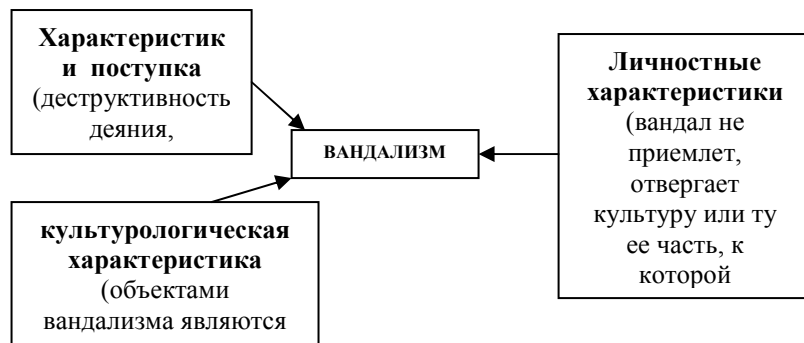 Характеристик
и поступка
(деструктивность
деяния,
ВАНДАЛИЗМ
Личностные
характеристики
(вандал не
приемлет,
отвергает
культуру или ту
ее часть, к
которой
культурологическая
характеристика
(объектами
вандализма являются